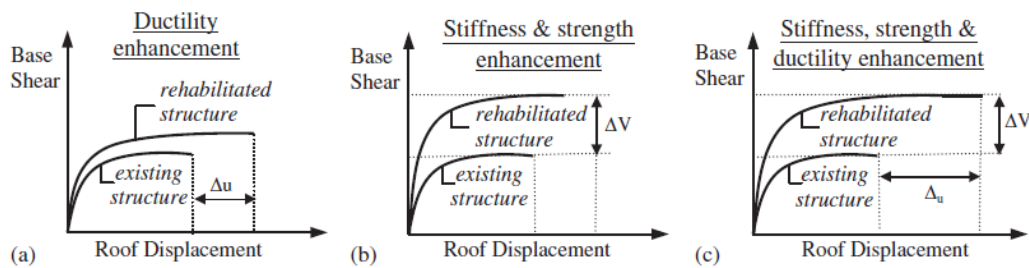 Ductility
enhancement
Base
Shear
rehabilitated
structure
existing
structure
Δu
(a)
Roof Displacement
Stiffness & strength
enhancement
Base
Shear
rehabilitated
structure
ΔV
existing
structure
(b)
Roof Displacement
Stiffness, strength &
ductility enhancement
Base
Shear
rehabilitated
structure
ΔV
existing
structure
Δu
(c)
Roof Displacement